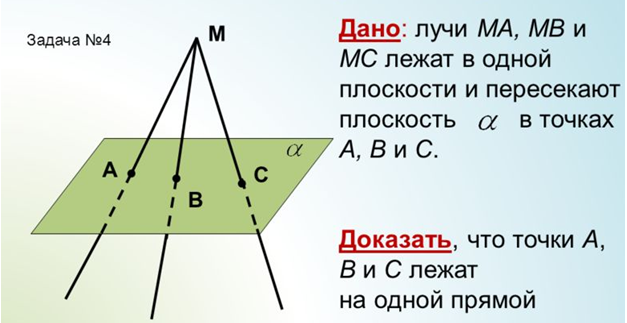 Задача №4
M
A
B
C
α
Дано: лучи MA, MB и
MC лежат в одной
плоскости и пересекают
плоскость α в точках
A, B и C.
Доказать, что точки A,
B и C лежат
на одной прямой